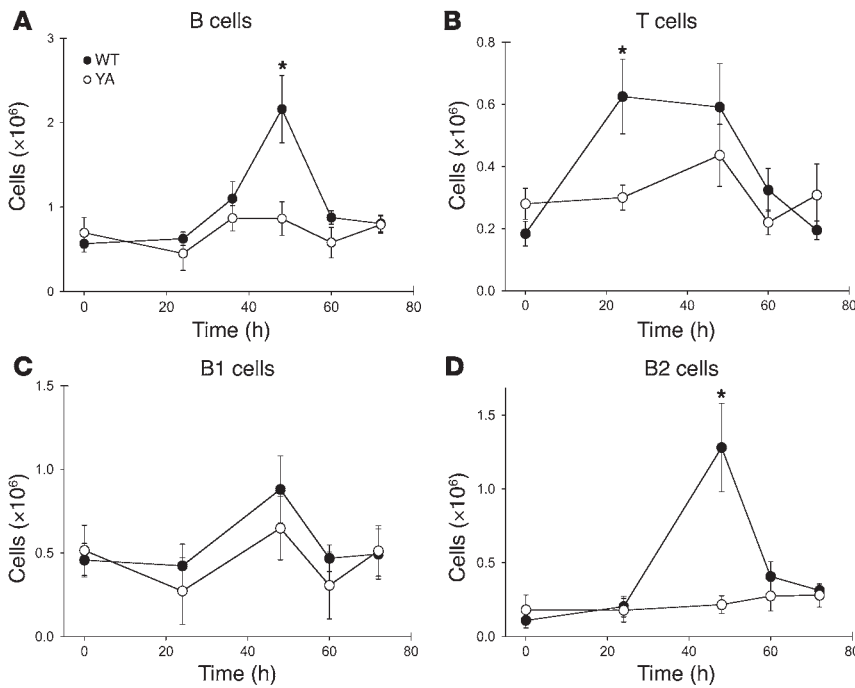 A
B cells
3
2
1
0
Cells (×10⁶)
WT
YA
*
0
20
40
60
80
Time (h)
B
T cells
0.8
0.6
0.4
0.2
0.0
Cells (×10⁶)
*
0
20
40
60
80
Time (h)
C
B1 cells
1.5
1.0
0.5
0.0
Cells (×10⁶)
0
20
40
60
80
Time (h)
D
B2 cells
1.5
1.0
0.5
0.0
Cells (×10⁶)
*
0
20
40
60
80
Time (h)